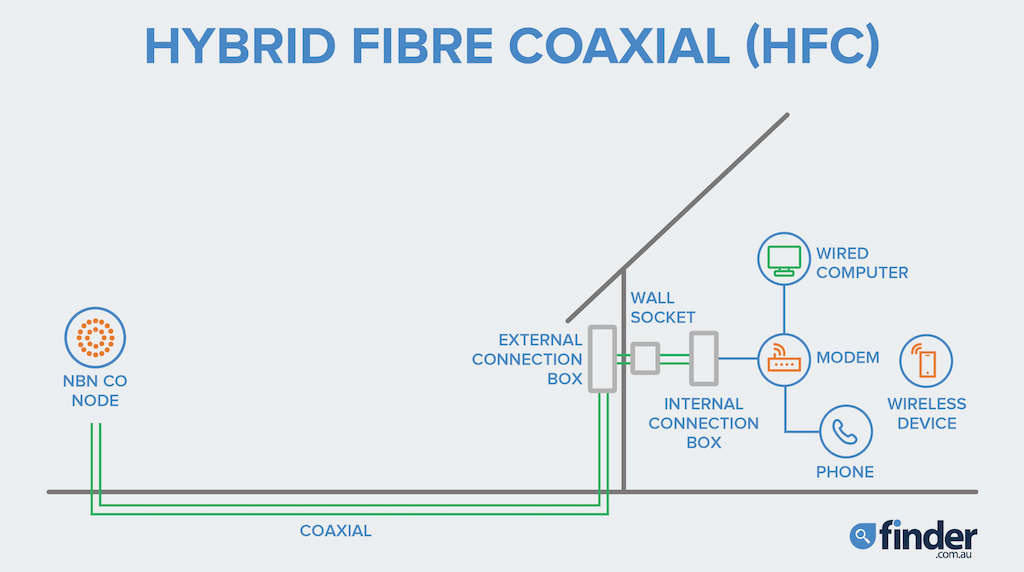 HYBRID FIBRE COAXIAL (HFC)
WIRED
COMPUTER
WALL
SOCKET
EXTERNAL
CONNECTION
BOX
MODEM
NBN CO
NODE
INTERNAL
CONNECTION
BOX
WIRELESS
DEVICE
PHONE
COAXIAL
finder
.com.au